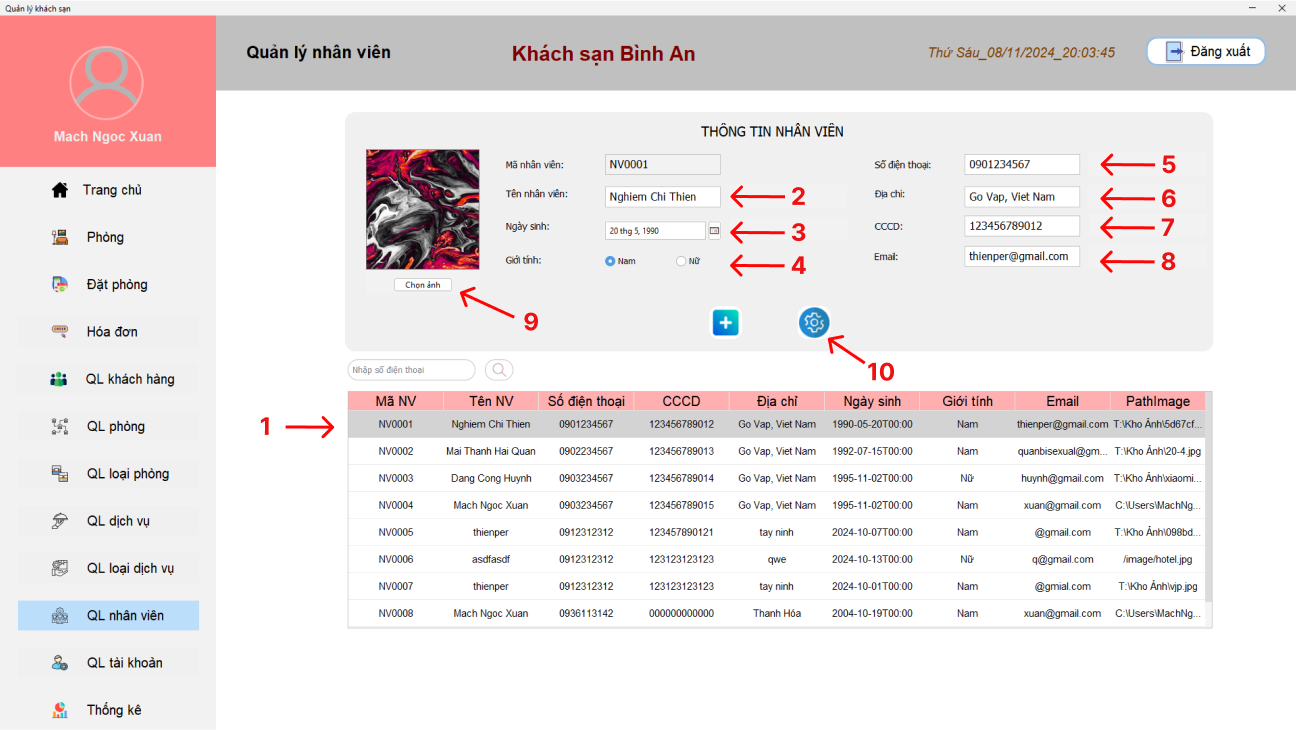 Quản lý khách sạn
Quản lý nhân viên
Khách sạn Bình An
Thứ Sáu_08/11/2024_20:03:45
Đăng xuất
Mach Ngoc Xuan
Trang chủ
Phòng
Đặt phòng
Hóa đơn
QL khách hàng
QL phòng
QL loại phòng
QL dịch vụ
QL loại dịch vụ
QL nhân viên
QL tài khoản
Thống kê
THÔNG TIN NHÂN VIÊN
Mã nhân viên: NV0001
Tên nhân viên: Nghiem Chi Thien 2
Ngày sinh: 20 thg 5, 1990 3
Giới tính: Nam Nữ 4
Số điện thoại: 0901234567 5
Địa chỉ: Go Vap, Viet Nam 6
CCCD: 123456789012 7
Email: thienper@gmail.com 8
Chọn ảnh
9
10
Nhập số điện thoại
Mã NV Tên NV Số điện thoại CCCD Địa chỉ Ngày sinh Giới tính Email PathImage
1 NV0001 Nghiem Chi Thien 0901234567 123456789012 Go Vap, Viet Nam 1990-05-20T00:00 Nam thienper@gmail.com T:\Kho Ảnh\5d67cf...
NV0002 Mai Thanh Hai Quan 0902234567 123456789013 Go Vap, Viet Nam 1992-07-15T00:00 Nam quanbisexual@gm... T:\Kho Ảnh\20-4.jpg
NV0003 Dang Cong Huynh 0903234567 123456789014 Go Vap, Viet Nam 1995-11-02T00:00 Nữ huynh@gmail.com T:\Kho Ảnh\xiaomi...
NV0004 Mach Ngoc Xuan 0903234567 123456789015 Go Vap, Viet Nam 1995-11-02T00:00 Nam xuan@gmail.com C:\Users\MachNg...
NV0005 thienper 0912312312 123457890121 tay ninh 2024-10-07T00:00 Nam @gmail.com T:\Kho Ảnh\098bd...
NV0006 asdfasdf 0912312312 123123123123 qwe 2024-10-13T00:00 Nữ q@gmail.com /image/hotel.jpg
NV0007 thienper 0912312312 123123123123 tay ninh 2024-10-01T00:00 Nam @gmial.com T:\Kho Ảnh\vjp.jpg
NV0008 Mach Ngoc Xuan 0936113142 000000000000 Thanh Hóa 2004-10-19T00:00 Nam xuan@gmail.com C:\Users\MachNg...